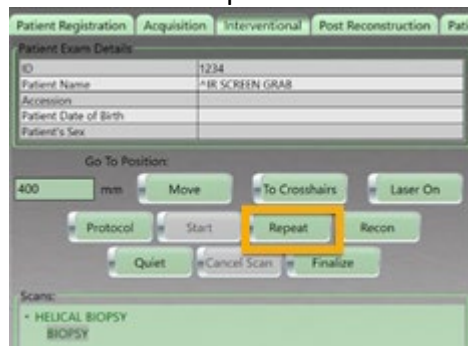 Patient Registration Acquisition Interventional Post Reconstruction Pati
Patient Exam Details
ID 1234
Patient Name ^IR SCREEN GRAB
Accession
Patient Date of Birth
Patient's Sex
Go To Position:
400 mm Move To Crosshairs Laser On
Protocol Start Repeat Recon
Quiet Cancel Scan Finalize
Scans:
- HELICAL BIOPSY
BIOPSY